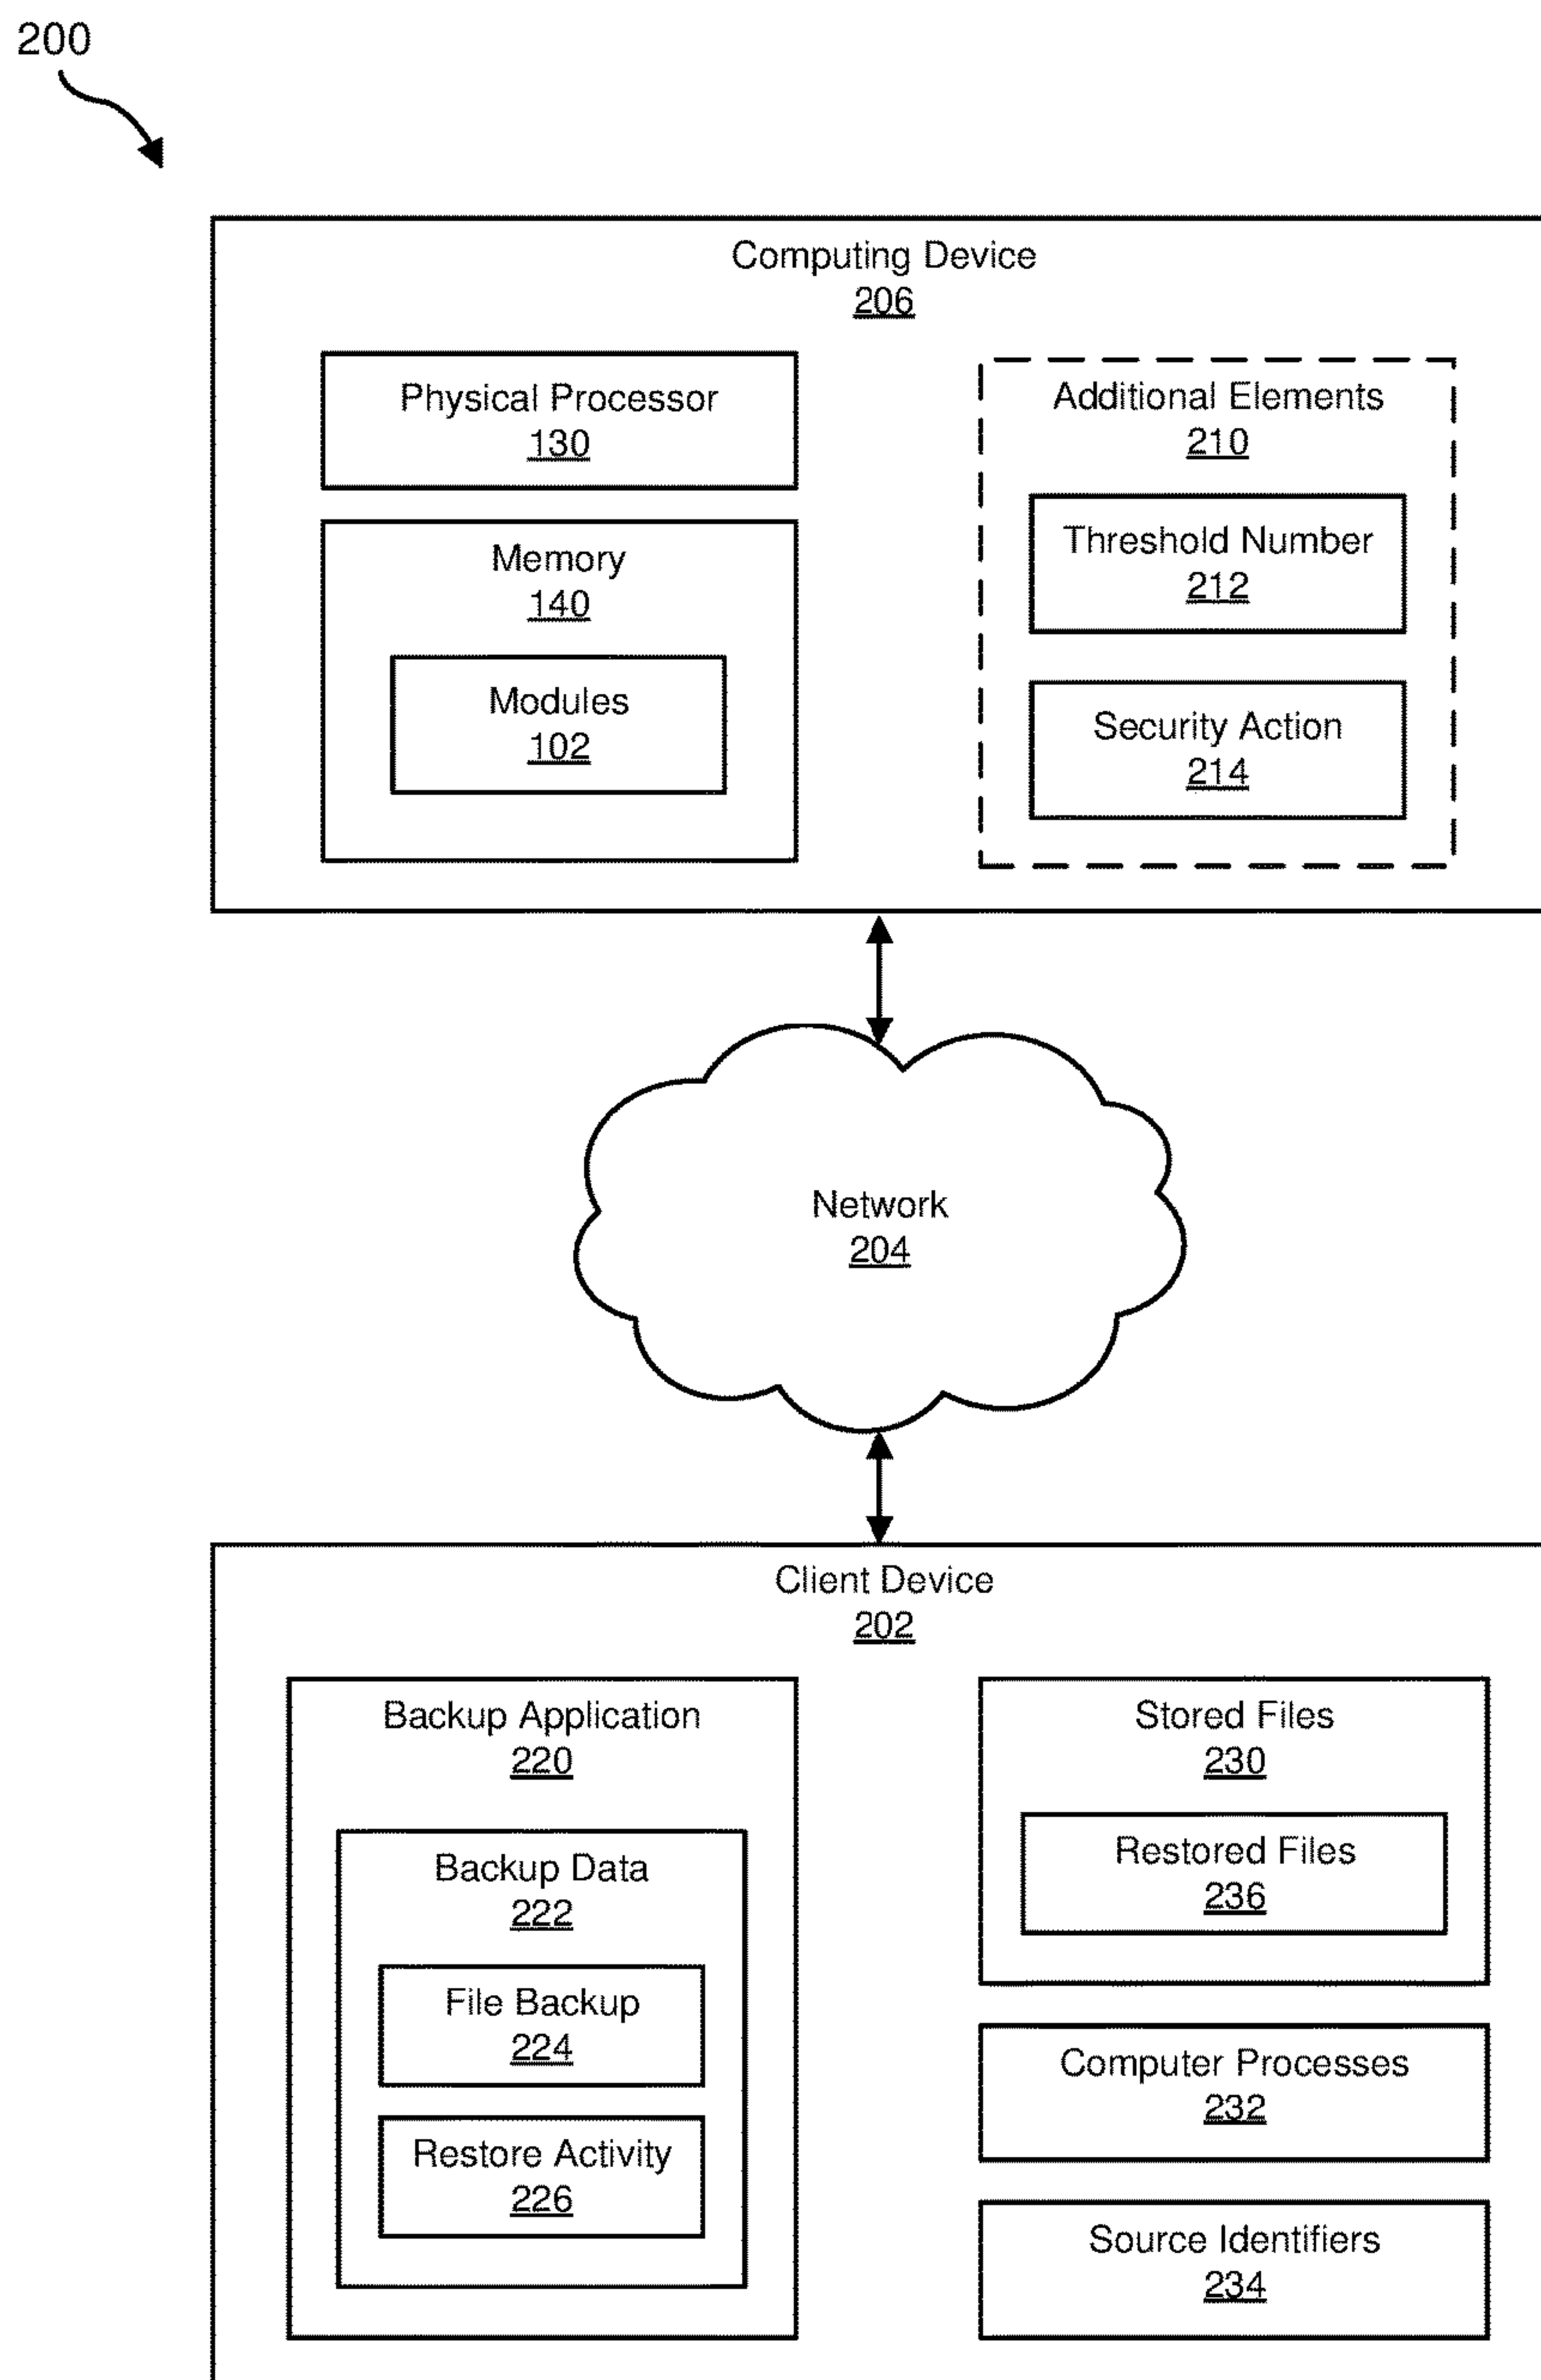 200
Computing Device
206
Physical Processor
130
Memory
140
Modules
102
Additional Elements
210
Threshold Number
212
Security Action
214
Network
204
Client Device
202
Backup Application
220
Backup Data
222
File Backup
224
Restore Activity
226
Stored Files
230
Restored Files
236
Computer Processes
232
Source Identifiers
234